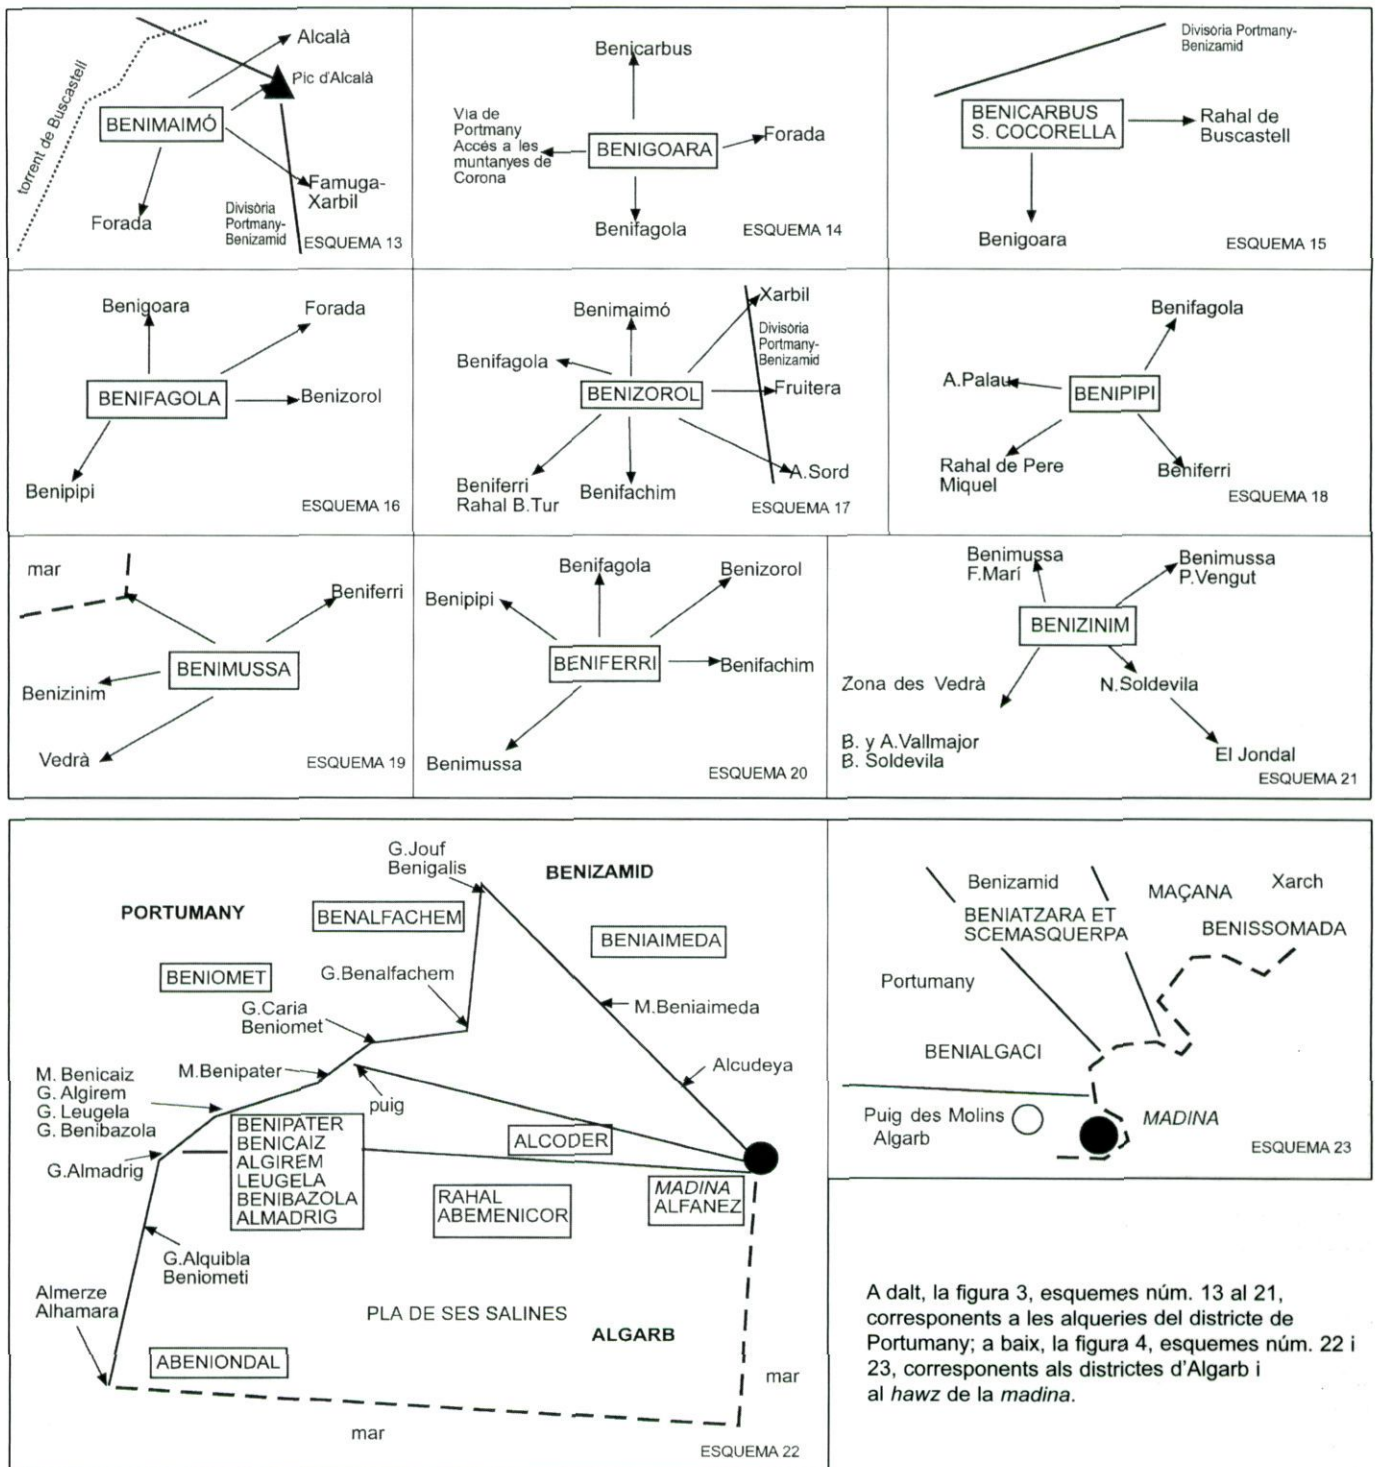 Alcalà
Pic d'Alcalà
torrent de Buscastell
BENIMAIMÓ
Famuga-
Xarbil
Forada
Divisòria
Portmany-
Benizamid
ESQUEMA 13
Benicarbus
Via de
Portmany
Accés a les
muntanyes de
Corona
BENIGOARA
Forada
Benifagola
ESQUEMA 14
Divisòria Portmany-
Benizamid
BENICARBUS
S. COCORELLA
Rahal de
Buscastell
Benigoara
ESQUEMA 15
Benigoara
Forada
BENIFAGOLA
Benizorol
Benipipi
ESQUEMA 16
Xarbil
Benimaimó
Divisòria
Portmany-
Benizamid
Benifagola
BENIZOROL
Fruitera
A.Sord
Beniferri
Rahal B.Tur
Benifachim
ESQUEMA 17
Benifagola
A.Palau
BENIPIPI
Rahal de Pere
Miquel
Beniferri
ESQUEMA 18
mar
Beniferri
BENIMUSSA
Benizinim
Vedrà
ESQUEMA 19
Benifagola
Benizorol
Benipipi
BENIFERRI
Benifachim
Benimussa
ESQUEMA 20
Benimussa
F.Marí
Benimussa
P.Vengut
BENIZINIM
Zona des Vedrà
N.Soldevila
B. y A.Vallmajor
B. Soldevila
El Jondal
ESQUEMA 21
G.Jouf
Benigalis
BENIZAMID
PORTUMANY
BENALFACHEM
BENIAIMEDA
BENIOMET
G.Benalfachem
G.Caria
Beniomet
M.Beniaimeda
M.Benipater
Alcudeya
M. Benicaiz
G. Algirem
G. Leugela
G. Benibazola
puig
BENIPATER
BENICAIZ
ALGIREM
LEUGELA
BENIBAZOLA
ALMADRIG
ALCODER
G.Almadrig
RAHAL
ABEMENICOR
MADINA
ALFANEZ
G.Alquibla
Beniometi
Almerze
Alhamara
PLA DE SES SALINES
ALGARB
ABENIONDAL
mar
mar
ESQUEMA 22
Benizamid
MAÇANA
Xarch
BENIATZARA ET
SCEMASQUERPA
BENISSOMADA
Portumany
BENIALGACI
Puig des Molins
Algarb
MADINA
ESQUEMA 23
A dalt, la figura 3, esquemes núm. 13 al 21,
corresponents a les alqueries del districte de
Portumany; a baix, la figura 4, esquemes núm. 22 i
23, corresponents als districtes d'Algarb i
al hawz de la madina.